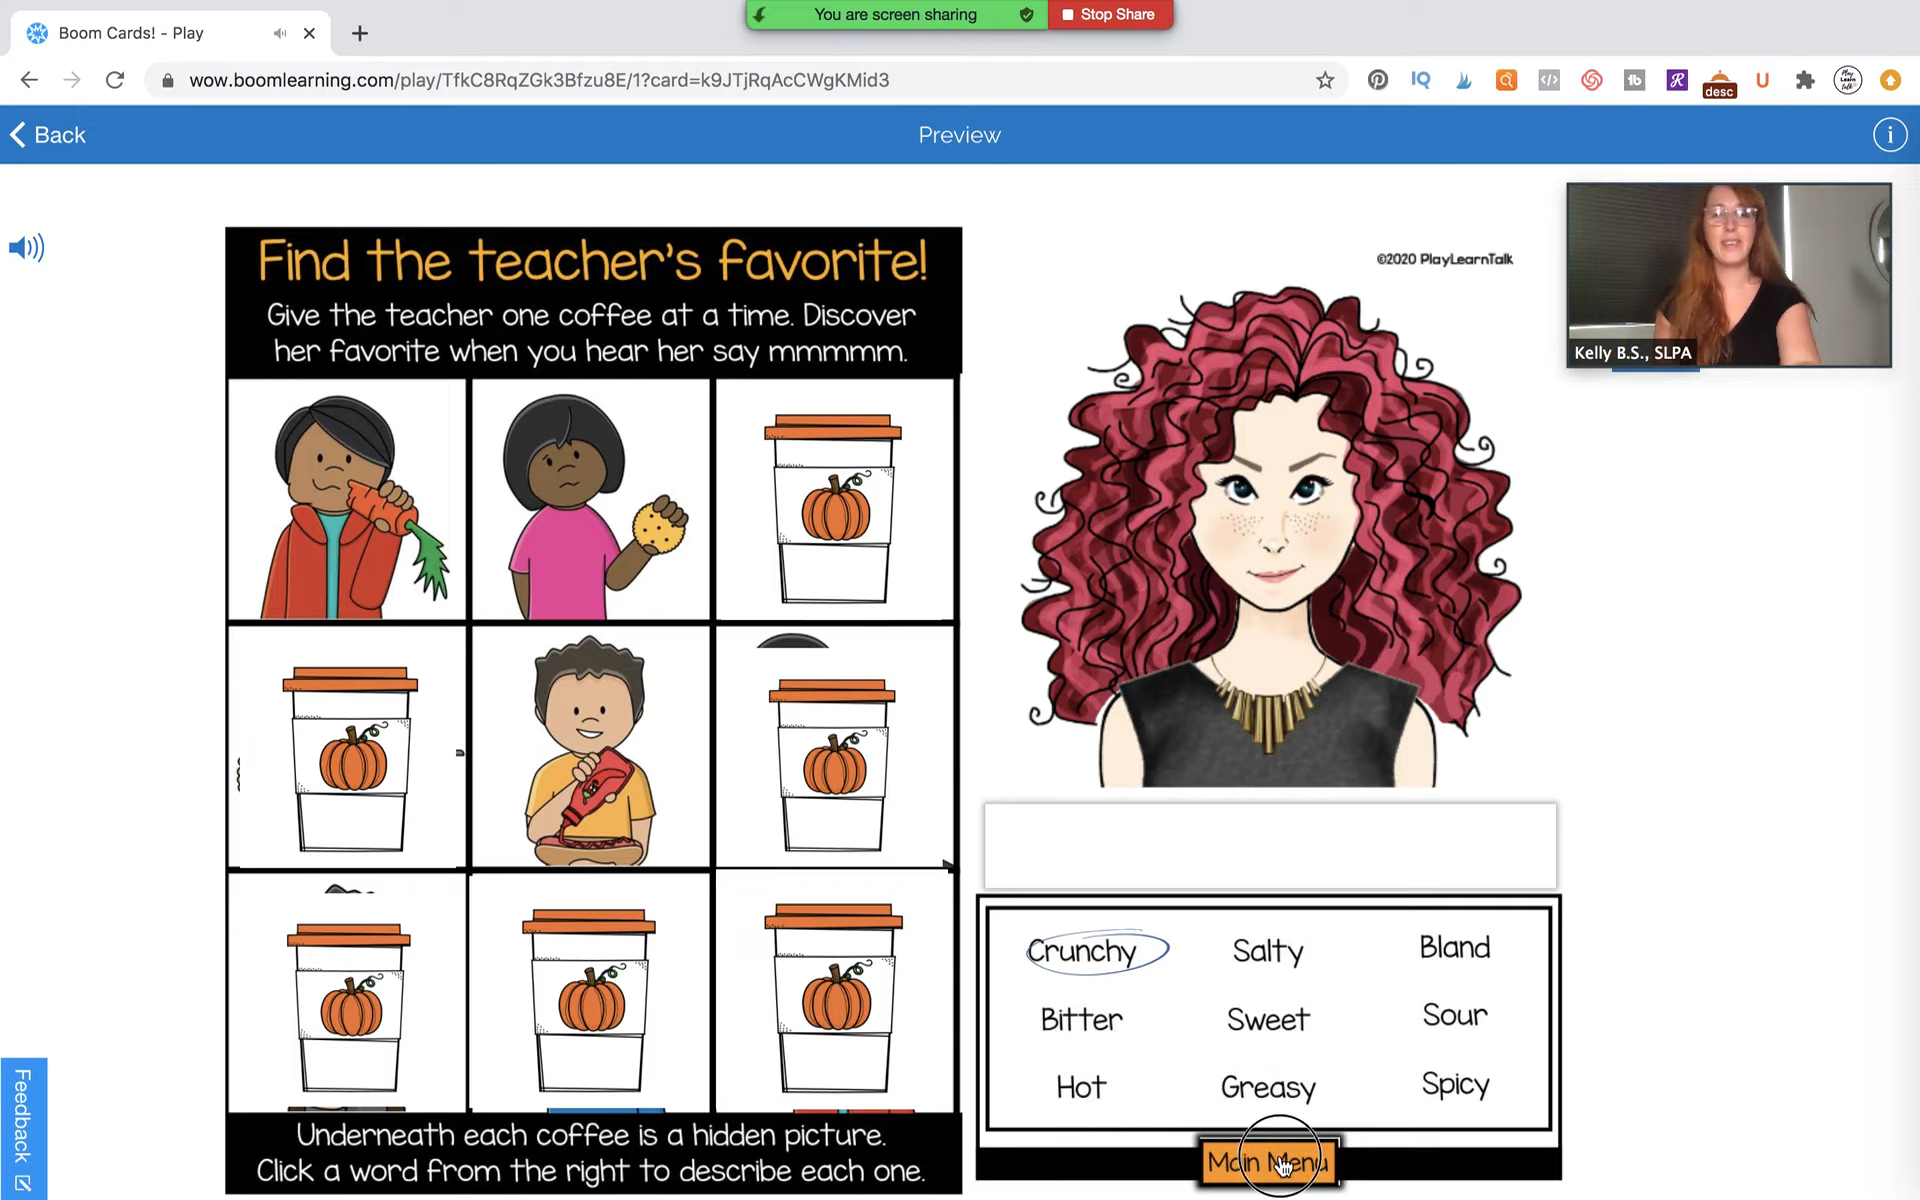 You are screen sharing
Stop Share
Boom Cards! - Play
wow.boomlearning.com/play/TfkC8RqZGk3Bfzu8E/1?card=k9JTjRqAcCWgKMid3
IQ
desc
Back
Preview
Find the teacher's favorite!
Give the teacher one coffee at a time. Discover
her favorite when you hear her say mmmmm.
©2020 PlayLearnTalk
Kelly B.S., SLPA
Crunchy Salty Bland
Bitter Sweet Sour
Hot Greasy Spicy
Main Menu
Underneath each coffee is a hidden picture.
Click a word from the right to describe each one.
Feedback